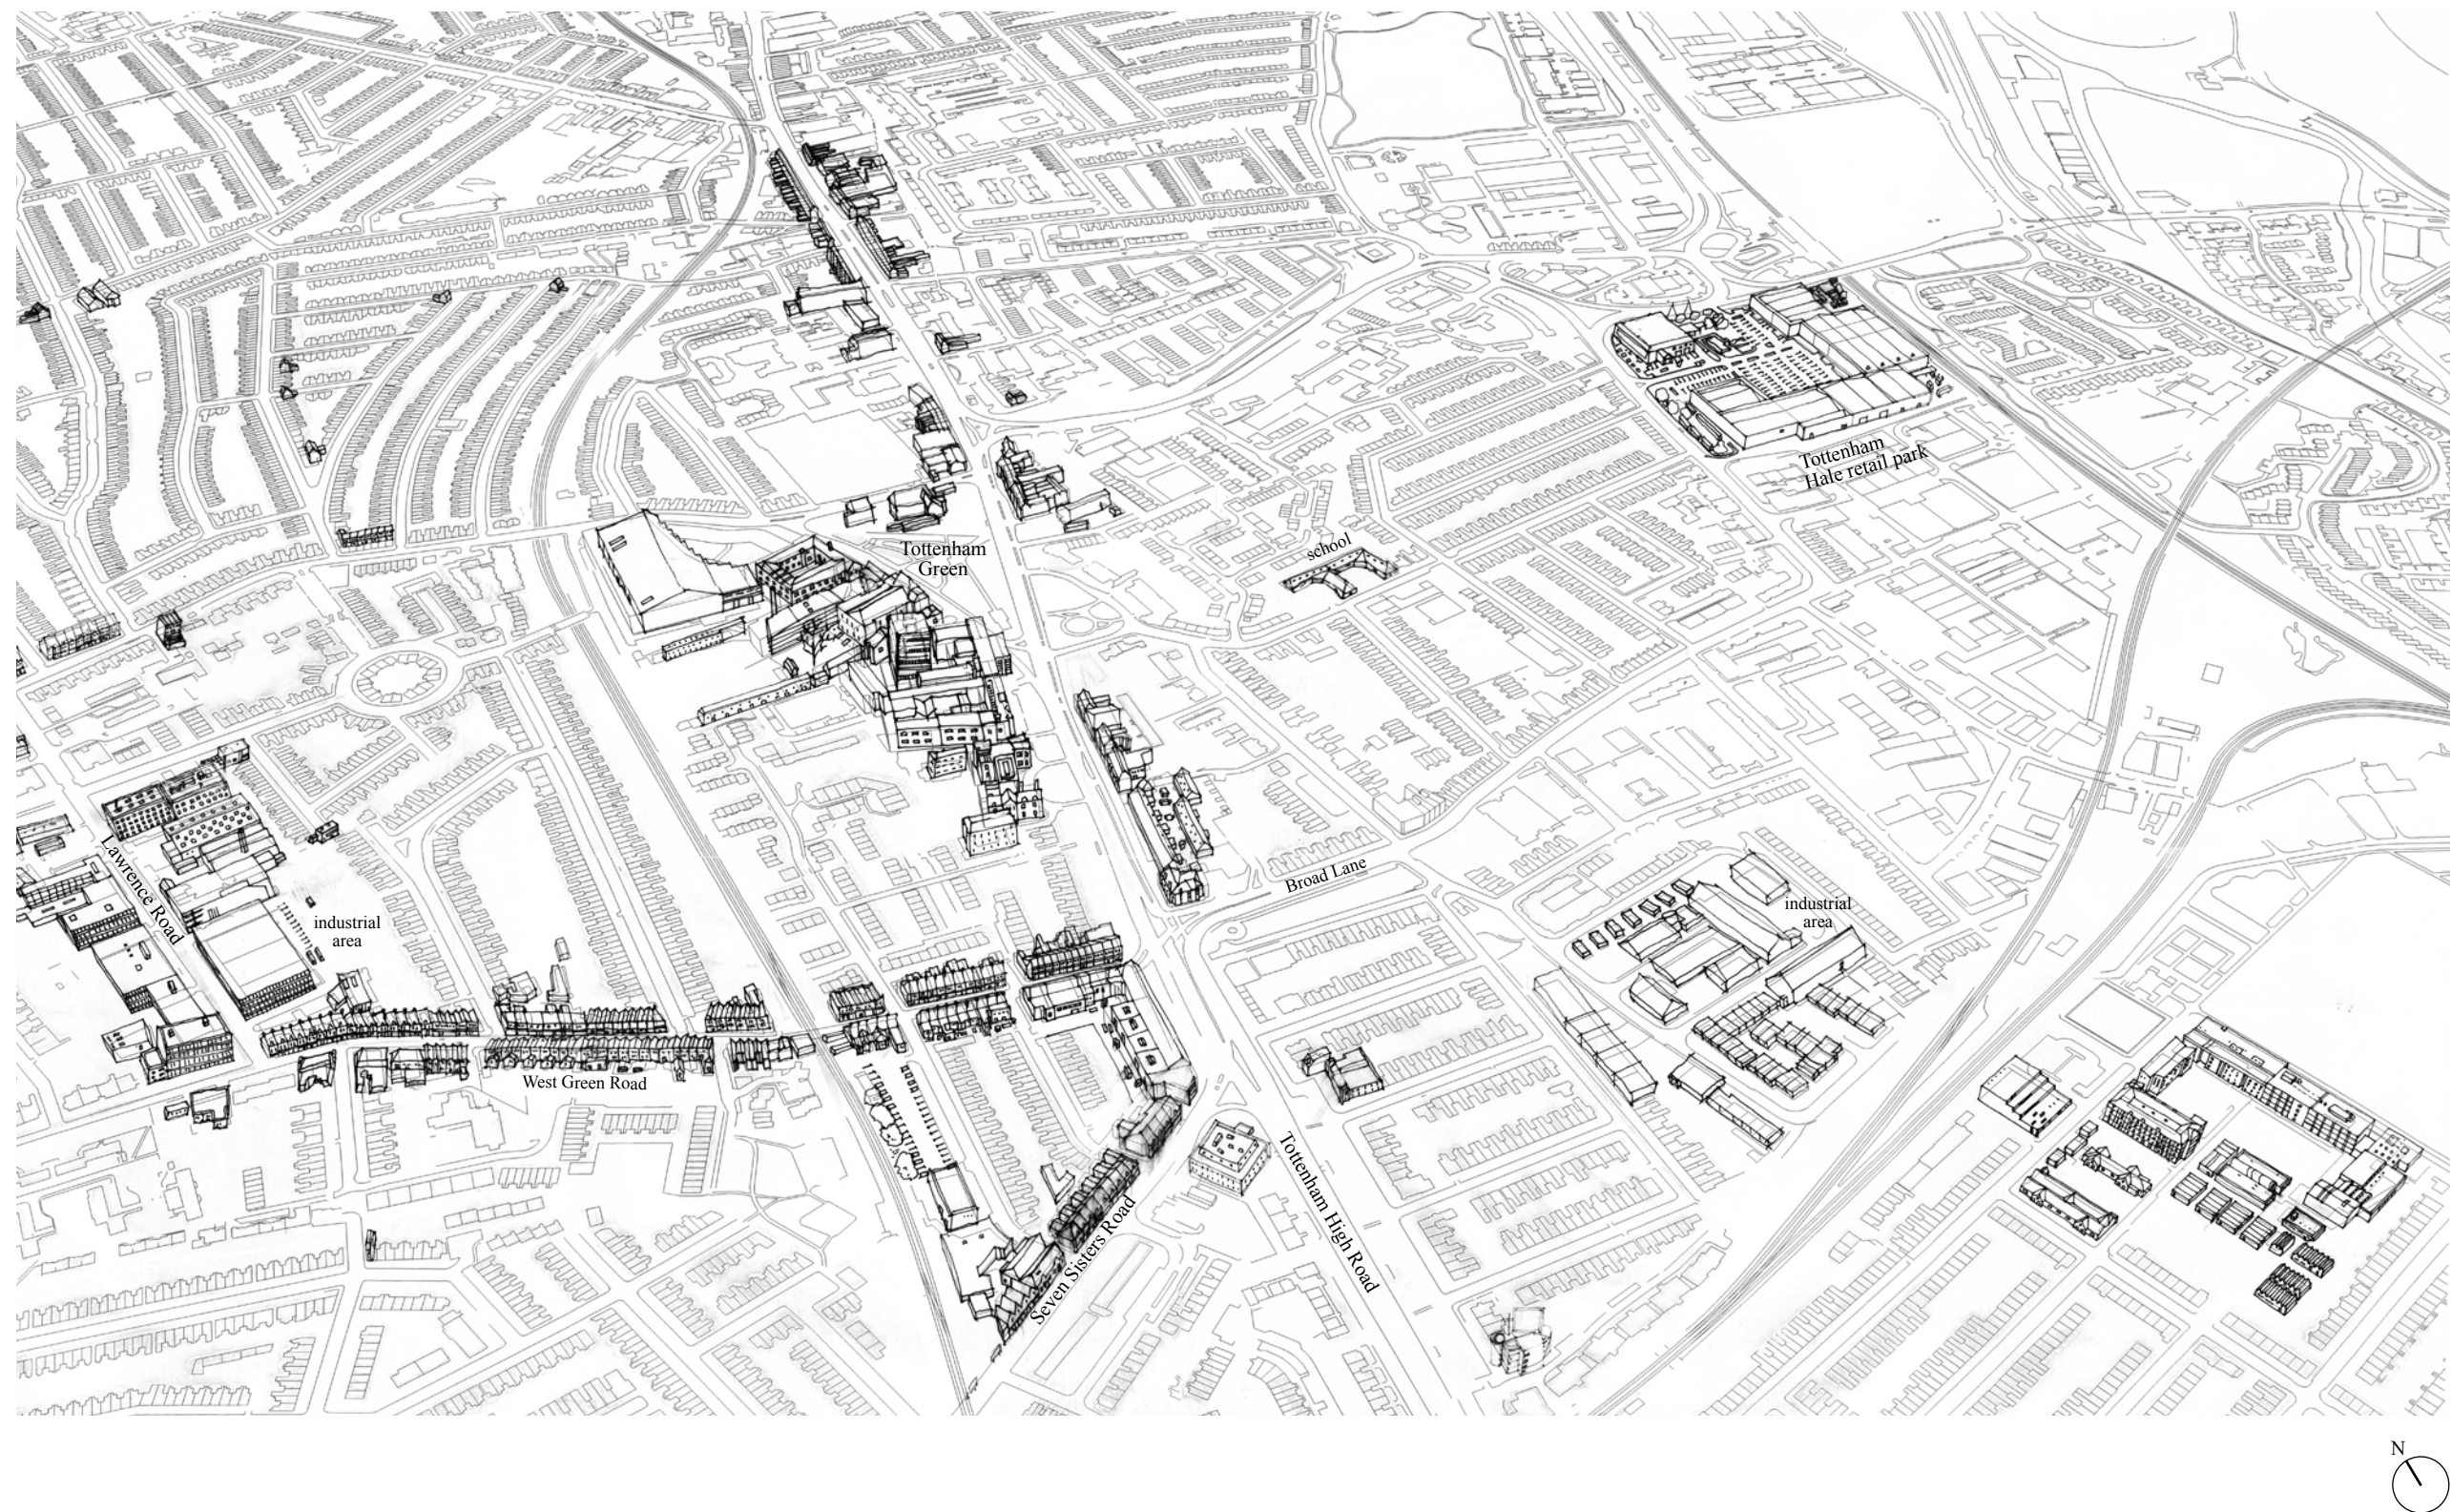 Tottenham
Hale retail park
Tottenham
Green
school
Lawrence Road
industrial
area
Broad Lane
industrial
area
West Green Road
Seven Sisters Road
Tottenham High Road
N